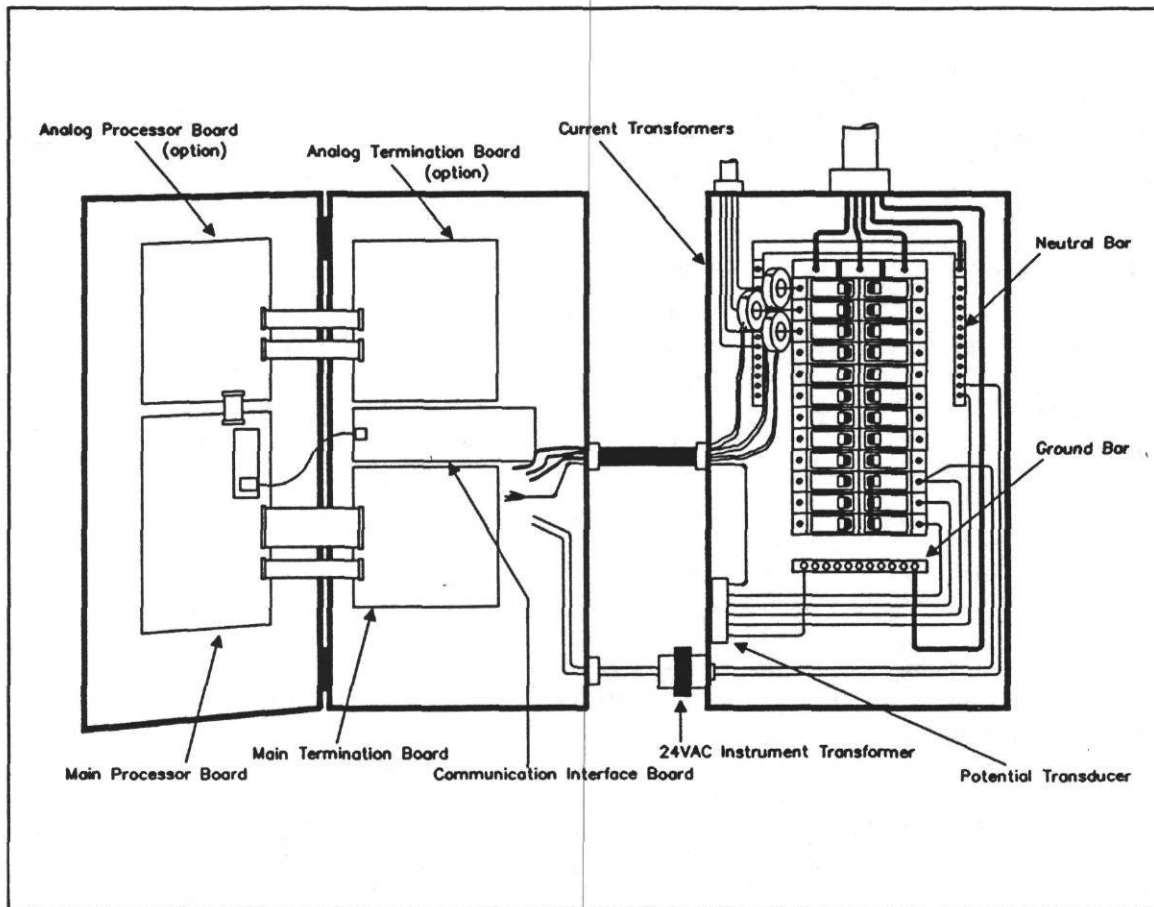 Analog Processor Board
(option)
Analog Termination Board
(option)
Current Transformers
Neutral Bar
Ground Bar
Main Processor Board
Main Termination Board
Communication Interface Board
24VAC Instrument Transformer
Potential Transducer